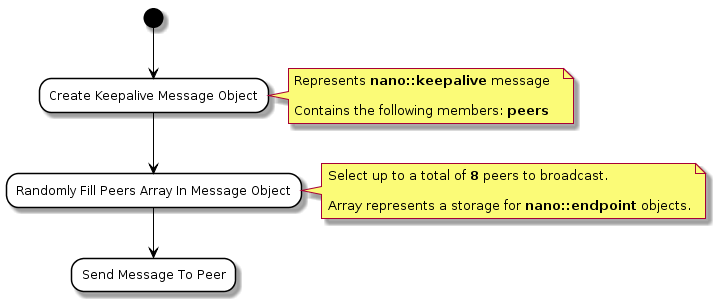 Create Keepalive Message Object
Represents nano::keepalive message
Contains the following members: peers
Randomly Fill Peers Array In Message Object
Select up to a total of 8 peers to broadcast.
Array represents a storage for nano::endpoint objects.
Send Message To Peer